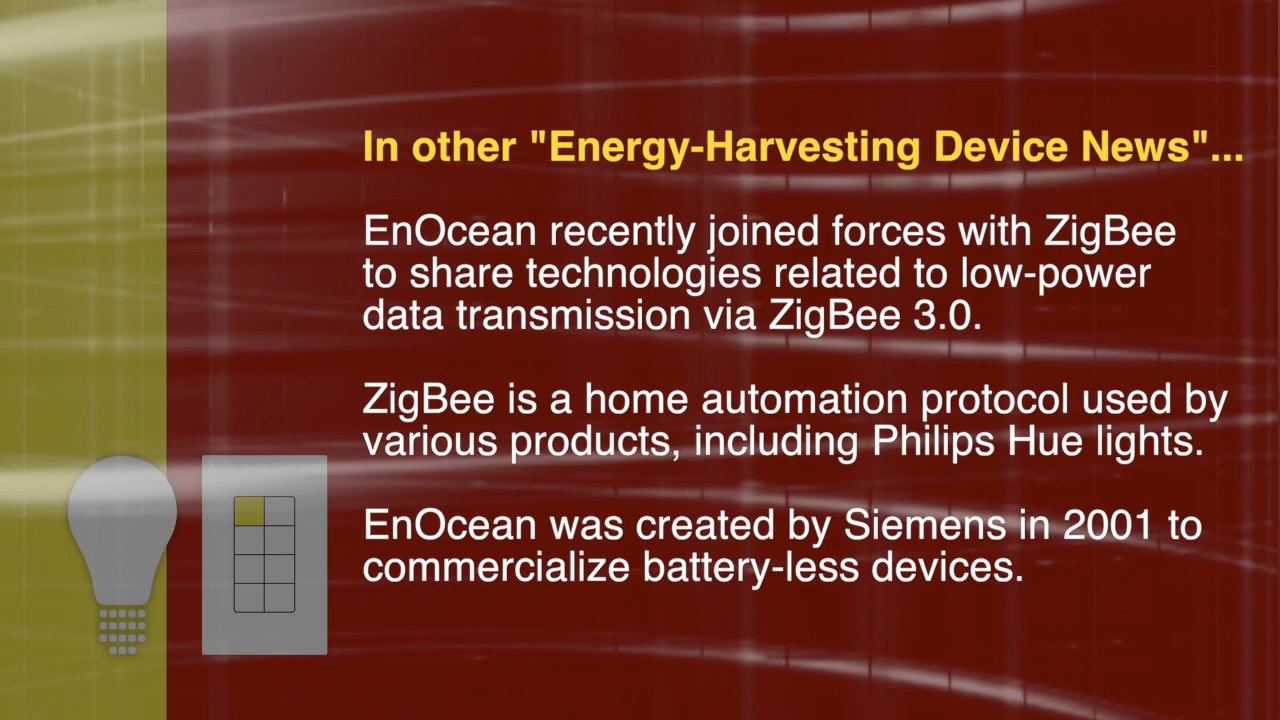 In other "Energy-Harvesting Device News"...
EnOcean recently joined forces with ZigBee
to share technologies related to low-power
data transmission via ZigBee 3.0.
ZigBee is a home automation protocol used by
various products, including Philips Hue lights.
EnOcean was created by Siemens in 2001 to
commercialize battery-less devices.